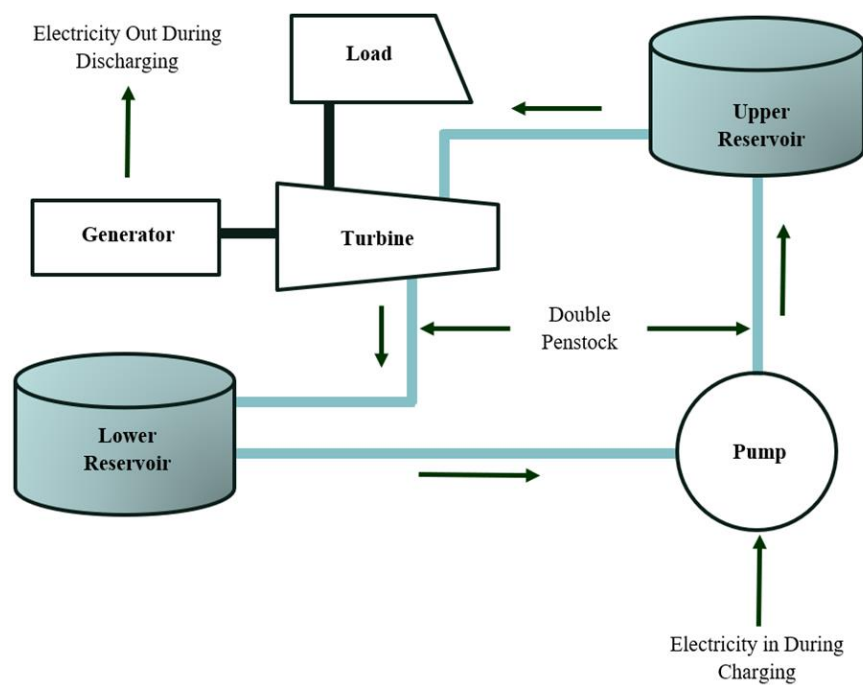 Electricity Out During
Discharging
Load
Upper
Reservoir
Generator
Turbine
Double
Penstock
Lower
Reservoir
Pump
Electricity in During
Charging